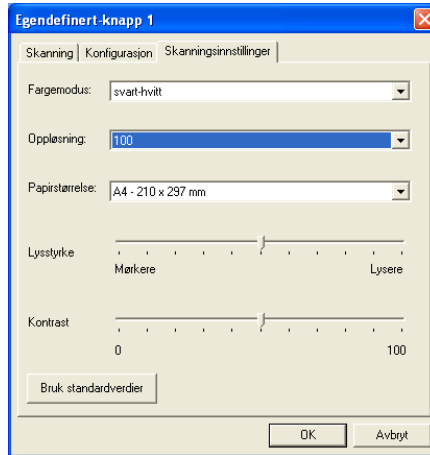 Egendefinert-knapp 1
Skanning Konfigurasjon Skanningsinnstillinger
Fargemodus: svart-hvitt
Oppløsning: 100
Papirstørrelse: A4 - 210 x 297 mm
Lysstyrke
Mørkere Lysere
Kontrast
0 100
Bruk standardverdier
OK Avbryt